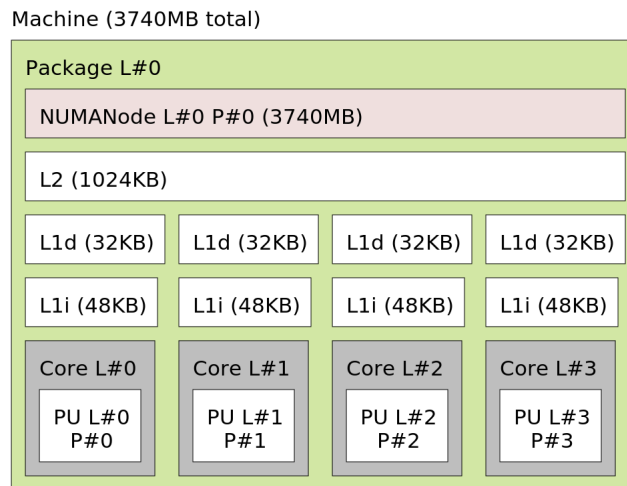 Machine (3740MB total)
Package L#0
NUMANode L#0 P#0 (3740MB)
L2 (1024KB)
L1d (32KB) L1d (32KB) L1d (32KB) L1d (32KB)
L1i (48KB) L1i (48KB) L1i (48KB) L1i (48KB)
Core L#0 Core L#1 Core L#2 Core L#3
PU L#0 PU L#1 PU L#2 PU L#3
P#0 P#1 P#2 P#3